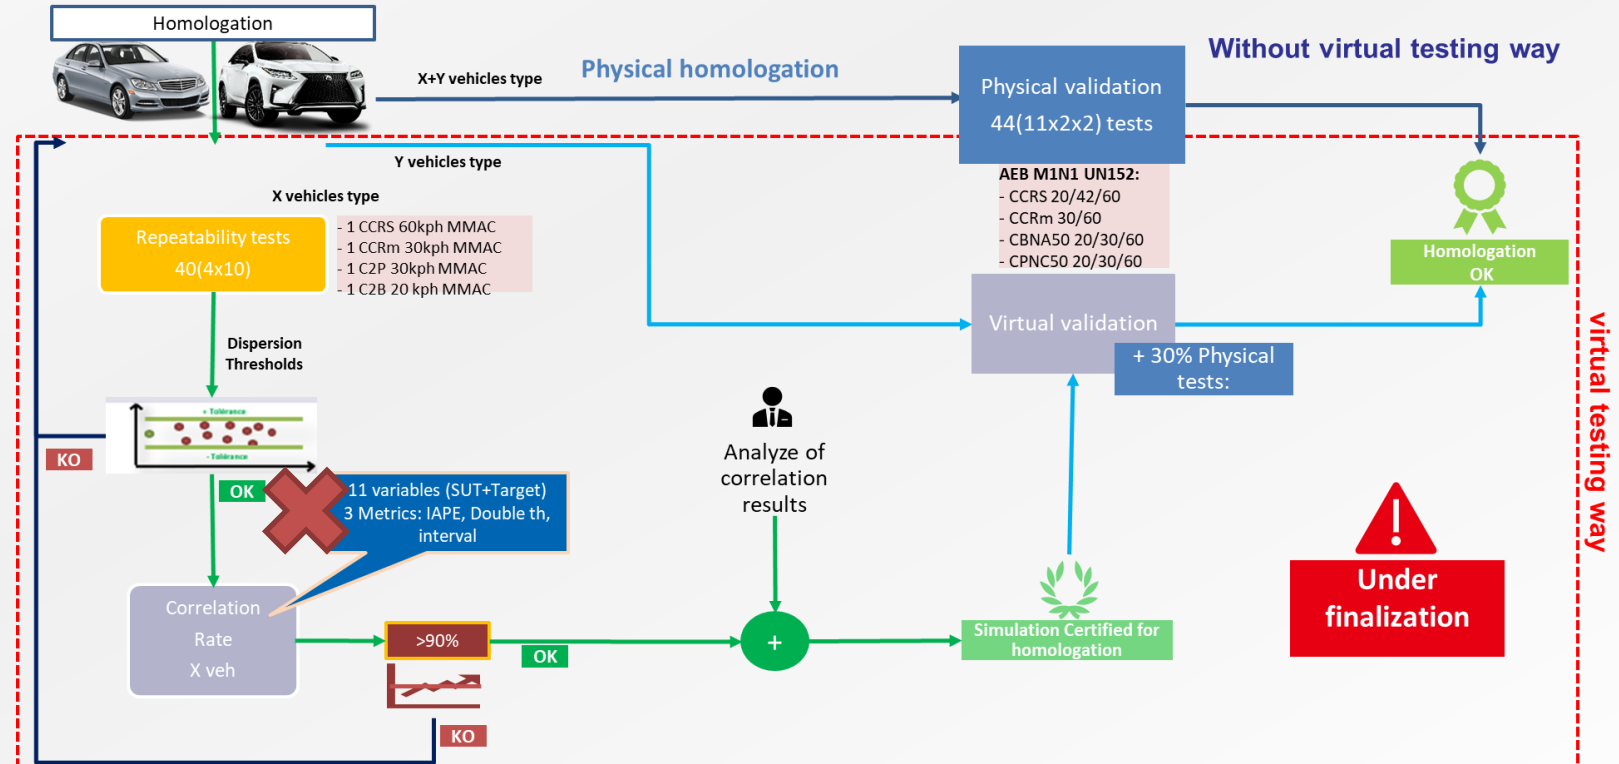 Homologation
Without virtual testing way
X+Y vehicles type
Physical homologation
Physical validation
44(11x2x2) tests
Y vehicles type
AEB M1N1 UN152:
- CCRS 20/42/60
- CCRm 30/60
- CBNA50 20/30/60
- CPNC50 20/30/60
X vehicles type
Repeatability tests
40(4x10)
- 1 CCRS 60kph MMAC
- 1 CCRm 30kph MMAC
- 1 C2P 30kph MMAC
- 1 C2B 20 kph MMAC
Homologation
OK
Virtual validation
+ 30% Physical
tests:
virtual testing way
Dispersion
Thresholds
+ Tolérance
- Tolérance
KO
OK
11 variables (SUT+Target)
3 Metrics: IAPE, Double th,
interval
Analyze of
correlation
results
Correlation
Rate
X veh
>90%
OK
+
Simulation Certified for
homologation
KO
!
Under
finalization